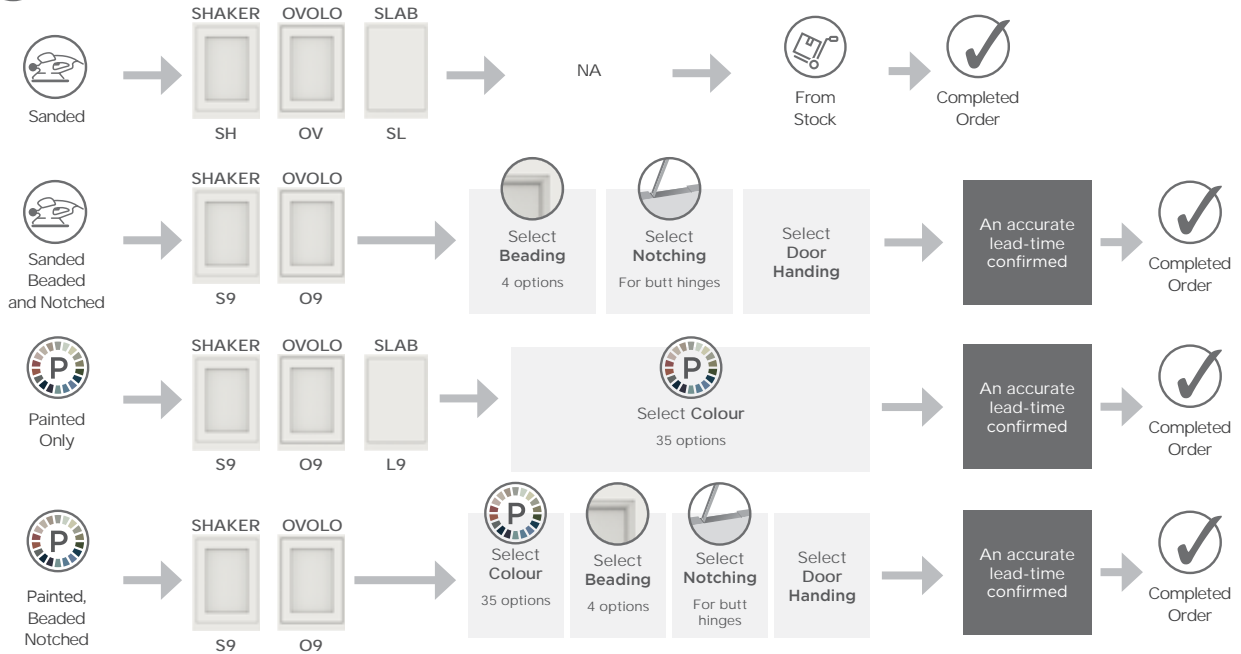 SHAKER OVOLO SLAB
Sanded
NA
From
Stock
Completed
Order
SH OV SL
SHAKER OVOLO
Sanded
Beaded
and Notched
Select
Beading
4 options
Select
Notching
For butt hinges
Select
Door
Handing
An accurate
lead-time
confirmed
Completed
Order
S9 O9
SHAKER OVOLO SLAB
P
Painted
Only
P
Select Colour
35 options
An accurate
lead-time
confirmed
Completed
Order
S9 O9 L9
SHAKER OVOLO
P
Painted,
Beaded
Notched
P
Select
Colour
35 options
Select
Beading
4 options
Select
Notching
For butt
hinges
Select
Door
Handing
An accurate
lead-time
confirmed
Completed
Order
S9 O9